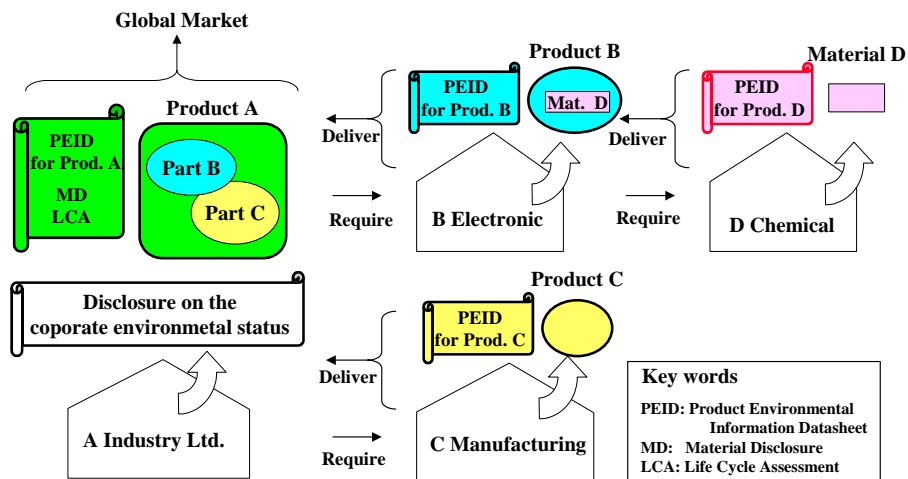 Global Market
Product A
PEID
for Prod. A
MD
LCA
Part B
Part C
Disclosure on the
coporate environmetal status
A Industry Ltd.
Deliver
Require
Product B
PEID
for Prod. B
Mat. D
B Electronic
Deliver
Require
Material D
PEID
for Prod. D
D Chemical
Product C
PEID
for Prod. C
Deliver
Require
C Manufacturing
Key words
PEID: Product Environmental
Information Datasheet
MD: Material Disclosure
LCA: Life Cycle Assessment